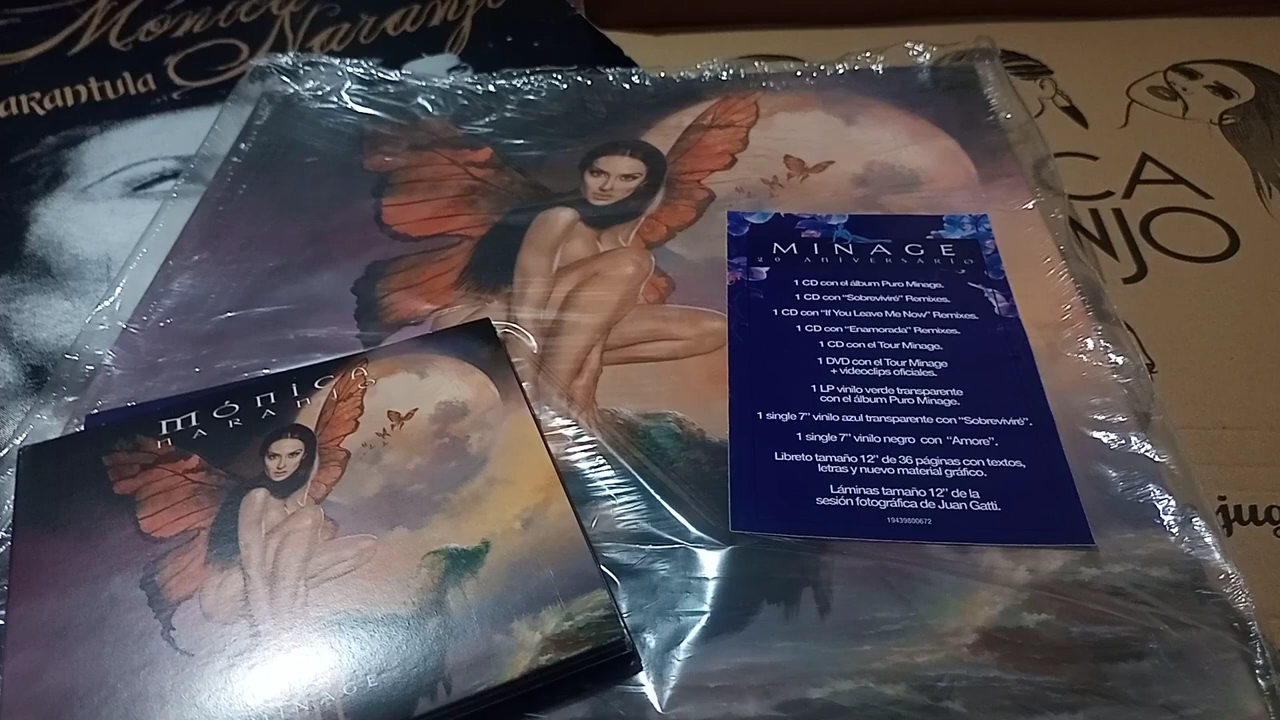 Mónica Naranjo
arantula
CA
NJO
MINAGE
20 ANIVERSARIO
1 CD con el álbum Puro Minage.
1 CD con "Sobreviviré" Remixes.
1 CD con "If You Leave Me Now" Remixes.
1 CD con "Enamorada" Remixes.
1 CD con el Tour Minage.
1 DVD con el Tour Minage
+ videoclips oficiales.
1 LP vinilo verde transparente
con el álbum Puro Minage.
1 single 7" vinilo azul transparente con "Sobreviviré".
1 single 7" vinilo negro con "Amore".
Libreto tamaño 12" de 36 páginas con textos,
letras y nuevo material gráfico.
Láminas tamaño 12" de la
sesión fotográfica de Juan Gatti.
19439800672
MÓNICA
NARANJO
MINAGE
jug